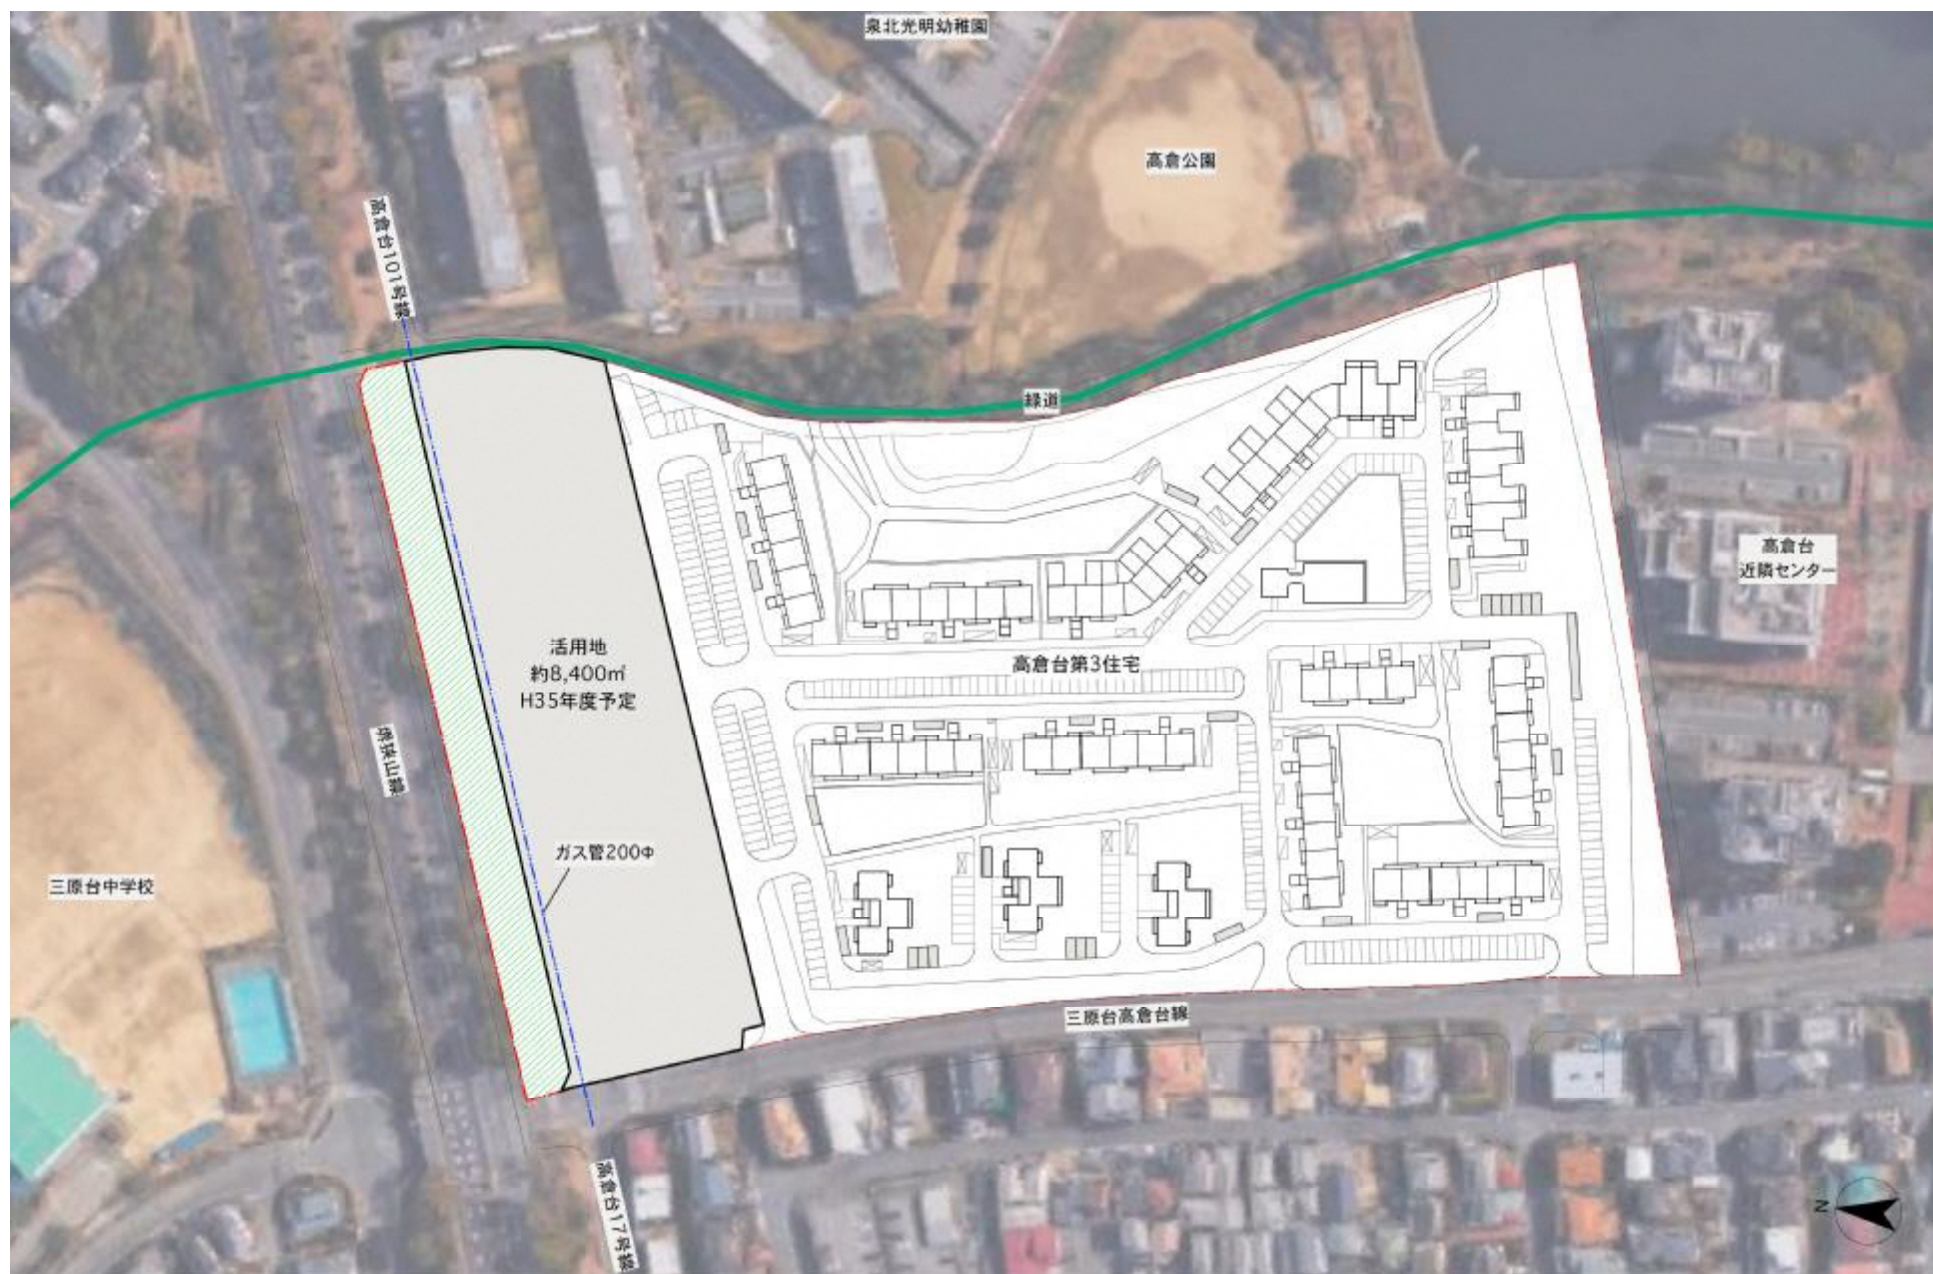 泉北光明幼稚園
高倉公園
高倉台101号線
緑道
高倉台
近隣センター
活用地
約8,400㎡
H35年度予定
高倉台第3住宅
堺狭山線
ガス管200Φ
三原台中学校
三原台高倉台線
高倉台17号線
N